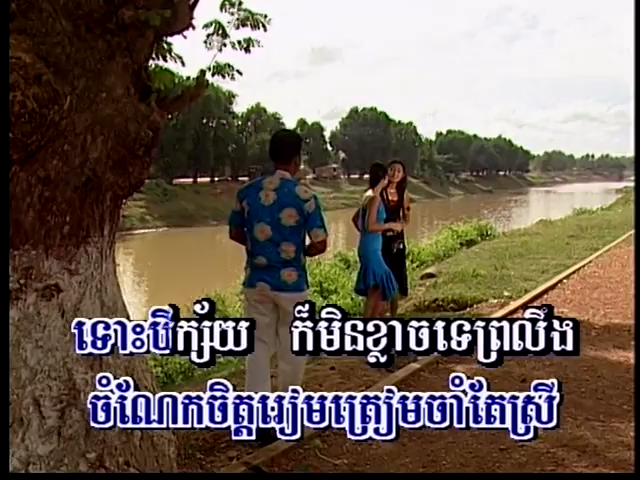 ទោះបីក្ស័យ ក៏មិនខ្លាចទេព្រលឹង
ចំណែកចិត្តរៀមត្រៀមចាំតែស្រី